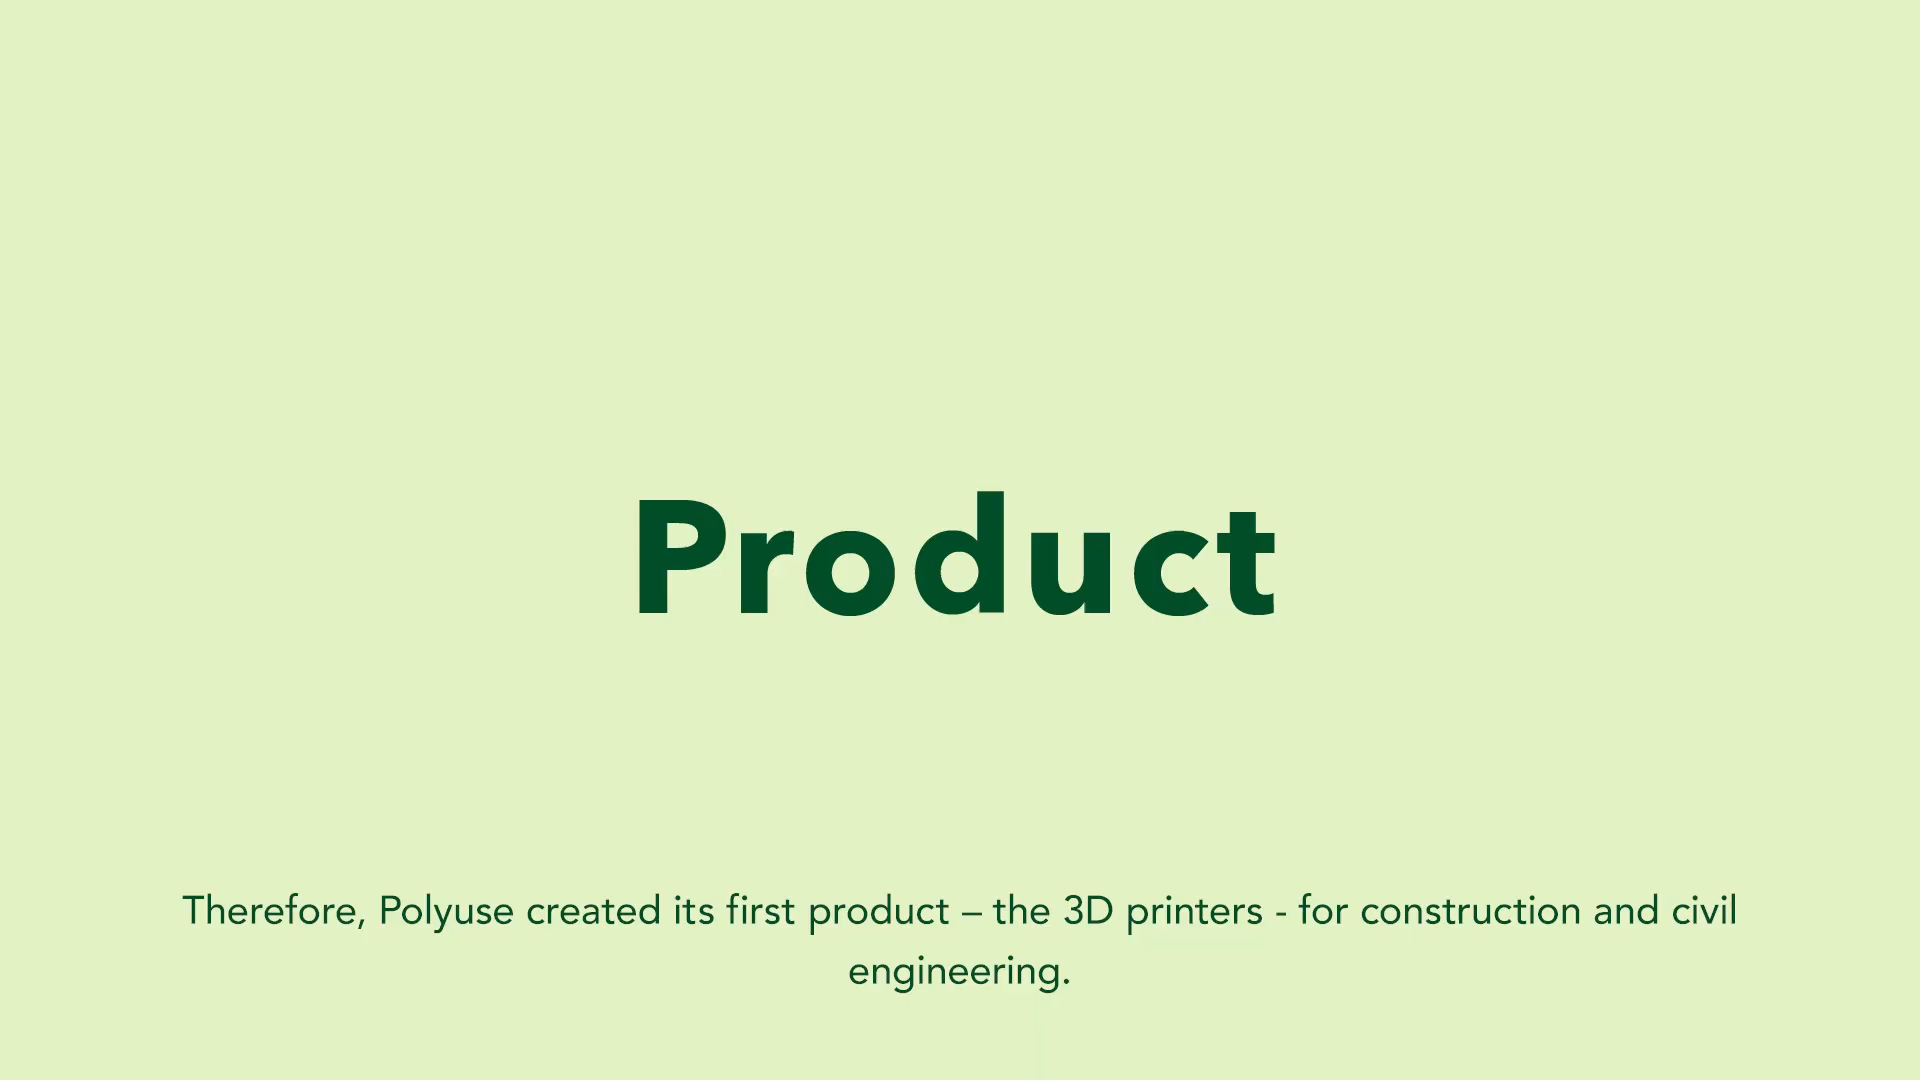 Product
Therefore, Polyuse created its first product – the 3D printers - for construction and civil
engineering.